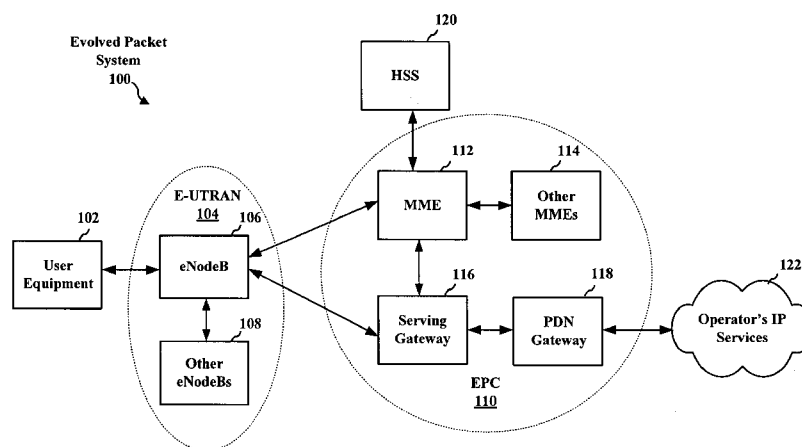 Evolved Packet
System
100
120
HSS
112
114
MME
Other
MMEs
E-UTRAN
104
106
102
User
Equipment
eNodeB
116
118
122
Serving
Gateway
PDN
Gateway
Operator's IP
Services
108
Other
eNodeBs
EPC
110